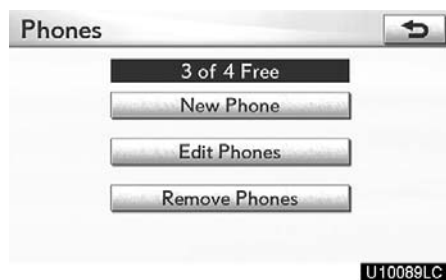 Phones
3 of 4 Free
New Phone
Edit Phones
Remove Phones
U10089LC